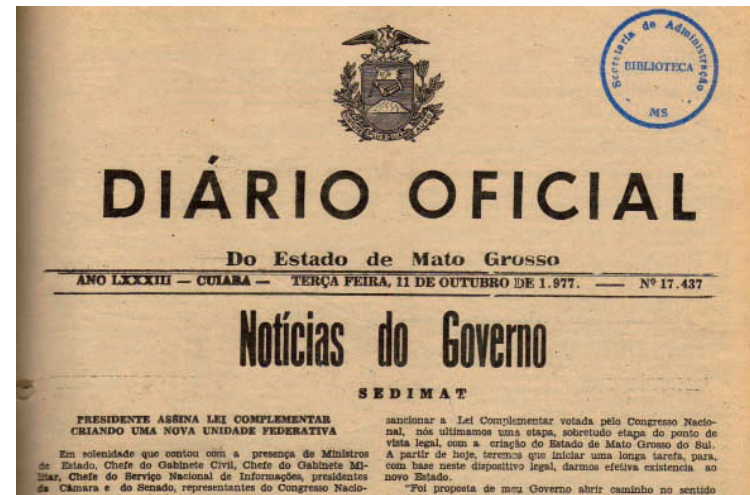 Secretaria de Administração
BIBLIOTECA
MS
DIÁRIO OFICIAL
Do Estado de Mato Grosso
ANO LXXXIII — CUIABA — TERÇA FEIRA, 11 DE OUTUBRO DE 1.977. — Nº 17.437
Notícias do Governo
SEDIMAT
PRESIDENTE ASSINA LEI COMPLEMENTAR
CRIANDO UMA NOVA UNIDADE FEDERATIVA
Em solenidade que contou com a presença de Ministros
de Estado, Chefe do Gabinete Civil, Chefe do Gabinete Mi-
litar, Chefe do Serviço Nacional de Informações, presidentes
da Câmara e do Senado, representantes do Congresso Nacio-
sancionar a Lei Complementar votada pelo Congresso Nacio-
nal, nós ultimamos uma etapa, sobretudo etapa do ponto de
vista legal, com a criação do Estado de Mato Grosso do Sul.
A partir de hoje, teremos que iniciar uma longa tarefa, para,
com base neste dispositivo legal, darmos efetiva existencia ao
novo Estado.
"Foi proposta de meu Governo abrir caminho no sentido